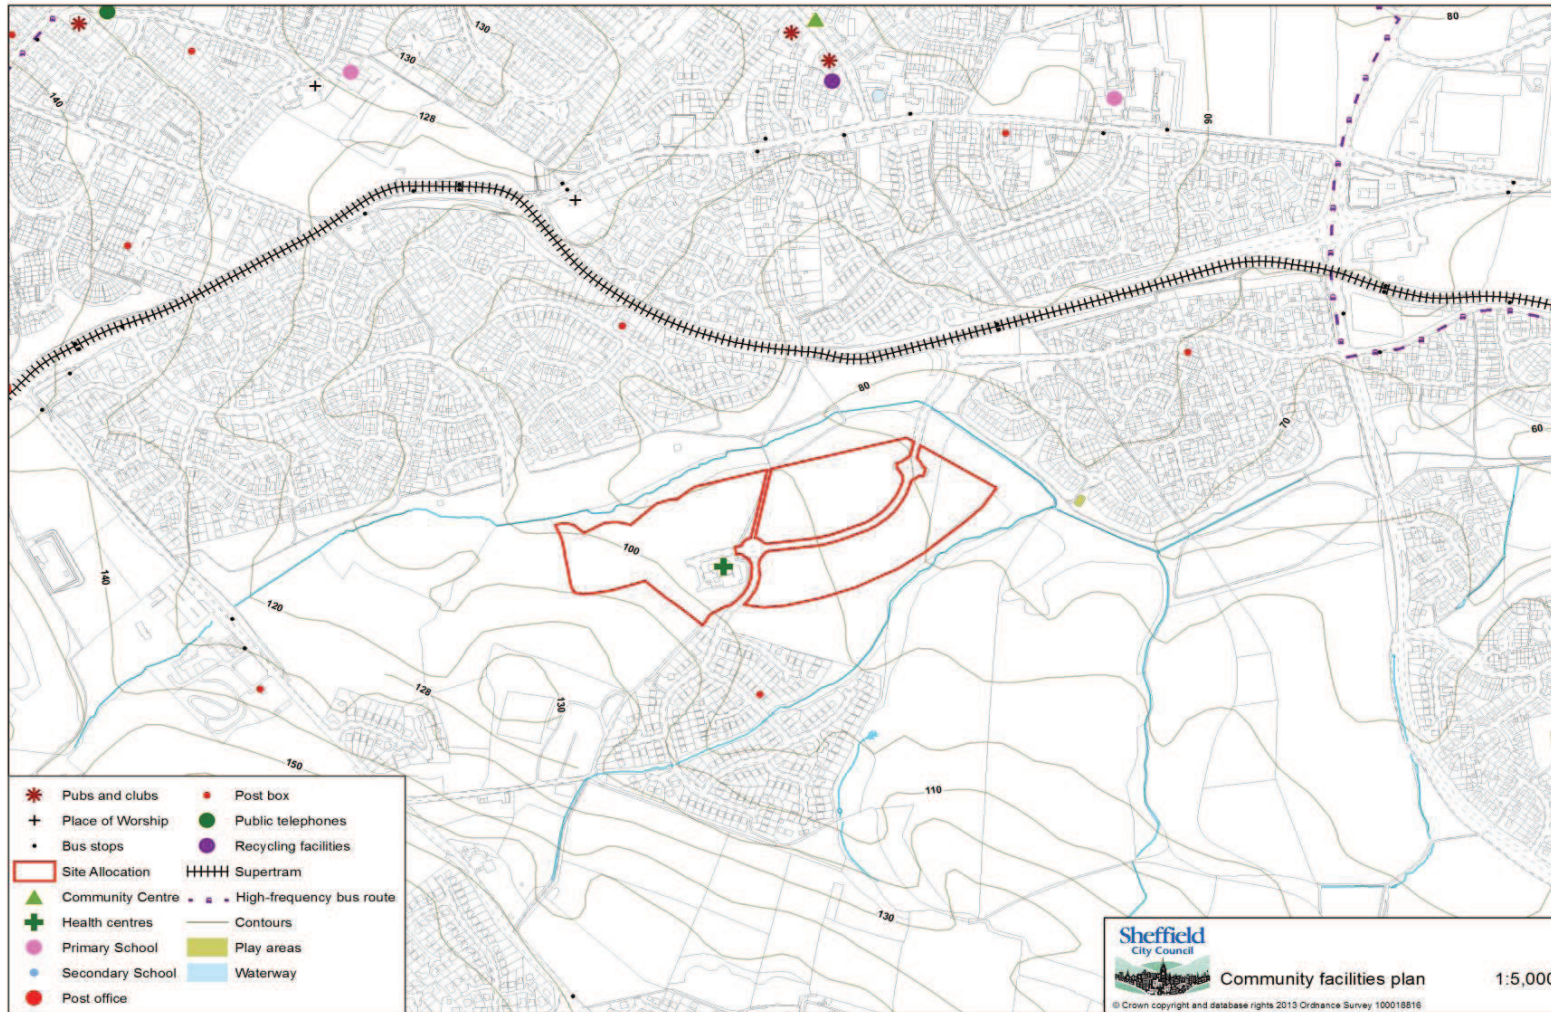 80
130
130
140
128
90
80
70
60
100
140
120
128
130
150
110
130
Pubs and clubs
Place of Worship
Bus stops
Site Allocation
Community Centre
Health centres
Primary School
Secondary School
Post office
Post box
Public telephones
Recycling facilities
Supertram
High-frequency bus route
Contours
Play areas
Waterway
Sheffield
City Council
Community facilities plan 1:5,000
© Crown copyright and database rights 2013 Ordnance Survey 100018816